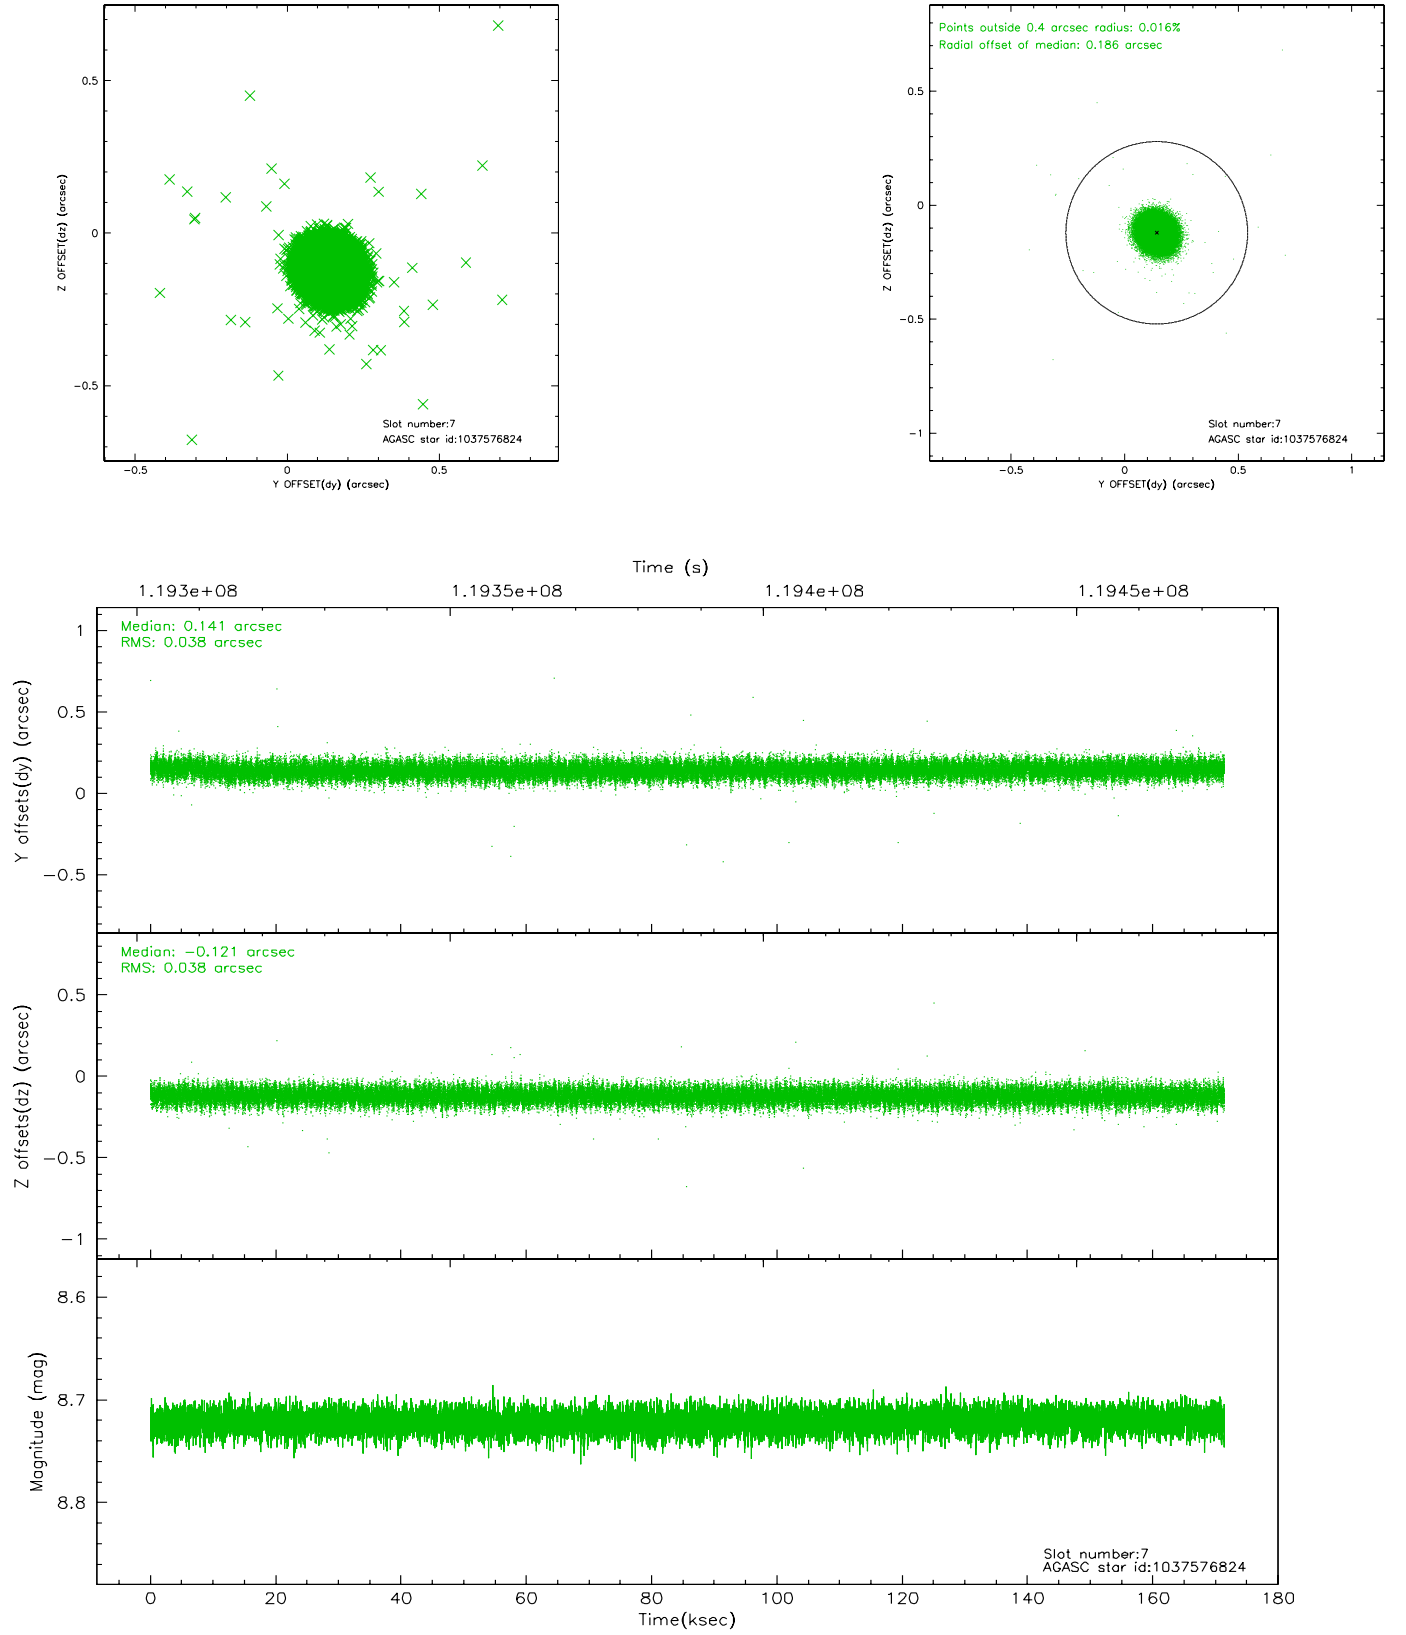 0.5
0
-0.5
Z OFFSET(dz) (arcsec)
-0.5
0
0.5
Y OFFSET(dy) (arcsec)
Slot number:7
AGASC star id:1037576824
Points outside 0.4 arcsec radius: 0.016%
Radial offset of median: 0.186 arcsec
0.5
0
-0.5
-1
Z OFFSET(dz) (arcsec)
-0.5
0
0.5
1
Y OFFSET(dy) (arcsec)
Slot number:7
AGASC star id:1037576824
Time (s)
1.193e+08
1.1935e+08
1.194e+08
1.1945e+08
Median: 0.141 arcsec
RMS: 0.038 arcsec
1
0.5
0
-0.5
Y offsets(dy) (arcsec)
Median: -0.121 arcsec
RMS: 0.038 arcsec
0.5
0
-0.5
-1
Z offsets(dz) (arcsec)
8.6
8.7
8.8
Magnitude (mag)
Slot number:7
AGASC star id:1037576824
0
20
40
60
80
100
120
140
160
180
Time(ksec)